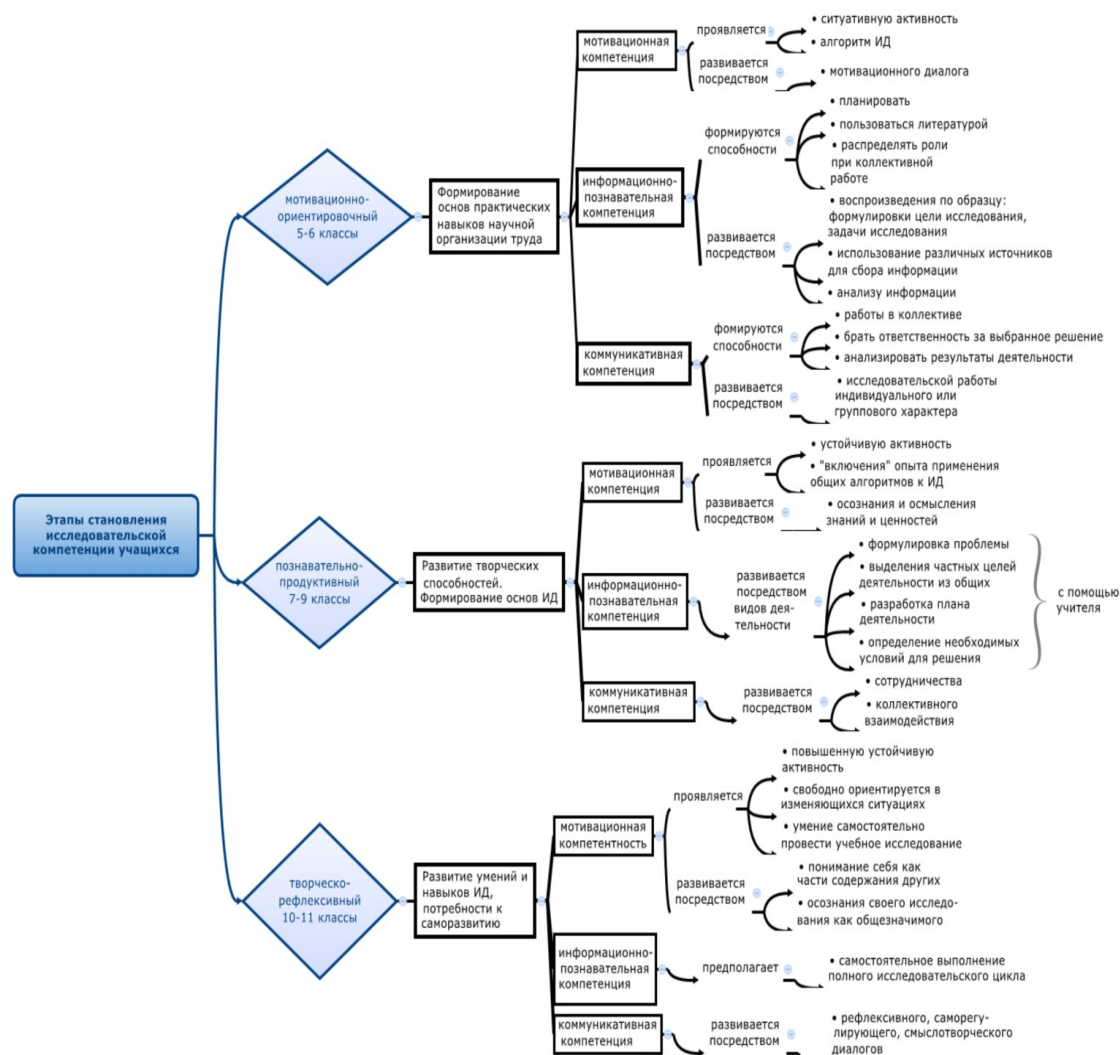 Этапы становления
исследовательской
компетенции учащихся
мотивационно-
ориентировочный
5-6 классы
Формирование
основ практических
навыков научной
организации труда
мотивационная
компетенция
проявляется
• ситуативную активность
• алгоритм ИД
развивается
посредством
• мотивационного диалога
информационно-
познавательная
компетенция
формируются
способности
• планировать
• пользоваться литературой
• распределять роли
при коллективной
работе
развивается
посредством
• воспроизведения по образцу:
формулировки цели исследования,
задачи исследования
• использование различных источников
для сбора информации
• анализу информации
коммуникативная
компетенция
фомируются
способности
• работы в коллективе
• брать ответственность за выбранное решение
• анализировать результаты деятельности
развивается
посредством
• исследовательской работы
индивидуального или
группового характера
познавательно-
продуктивный
7-9 классы
Развитие творческих
способностей.
Формирование основ ИД
мотивационная
компетенция
проявляется
• устойчивую активность
• "включения" опыта применения
общих алгоритмов к ИД
развивается
посредством
• осознания и осмысления
знаний и ценностей
информационно-
познавательная
компетенция
развивается
посредством
видов дея-
тельности
• формулировка проблемы
• выделения частных целей
деятельности из общих
• разработка плана
деятельности
• определение необходимых
условий для решения
с помощью
учителя
коммуникативная
компетенция
развивается
посредством
• сотрудничества
• коллективного
взаимодействия
творческо-
рефлексивный
10-11 классы
Развитие умений и
навыков ИД,
потребности к
саморазвитию
мотивационная
компетентность
проявляется
• повышенную устойчивую
активность
• свободно ориентируется в
изменяющихся ситуациях
• умение самостоятельно
провести учебное исследование
развивается
посредством
• понимание себя как
части содержания других
• осознания своего исследо-
вания как общезначимого
информационно-
познавательная
компетенция
предполагает
• самостоятельное выполнение
полного исследовательского цикла
коммуникативная
компетенция
развивается
посредством
• рефлексивного, саморегу-
лирующего, смыслотворческого
диалогов